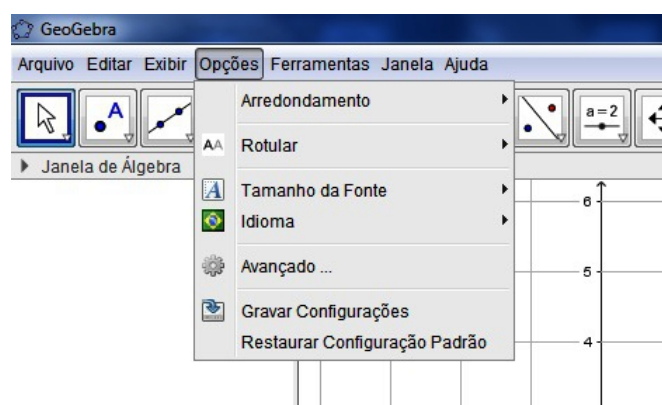 GeoGebra
Arquivo Editar Exibir Opções Ferramentas Janela Ajuda
A
a=2
Janela de Álgebra
Arredondamento
AA Rotular
A Tamanho da Fonte
Idioma
Avançado ...
Gravar Configurações
Restaurar Configuração Padrão
6
5
4